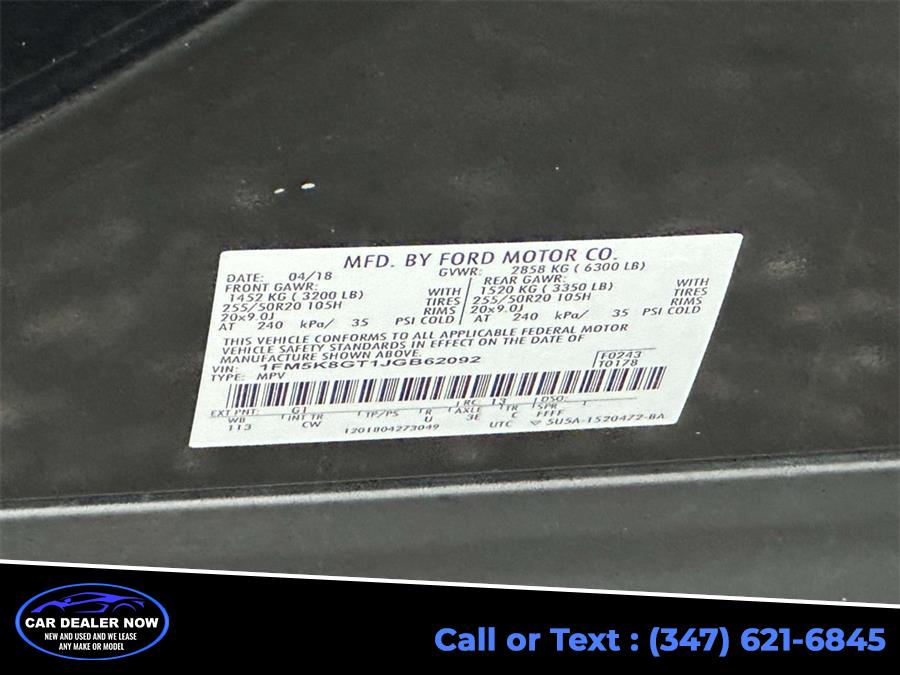 MFD. BY FORD MOTOR CO.
DATE: 04/18 GVWR: 2858 KG ( 6300 LB)
FRONT GAWR: REAR GAWR:
1452 KG ( 3200 LB) WITH 1520 KG ( 3350 LB) WITH
255/50R20 105H TIRES 255/50R20 105H TIRES
20x9.0J RIMS 20x9.0J RIMS
AT 240 kPa/ 35 PSI COLD AT 240 kPa/ 35 PSI COLD
THIS VEHICLE CONFORMS TO ALL APPLICABLE FEDERAL MOTOR
VEHICLE SAFETY STANDARDS IN EFFECT ON THE DATE OF
MANUFACTURE SHOWN ABOVE.
VIN: 1FM5K8GT1JGB62092 F0243
TYPE: MPV T0178
EXT PNT: G1 RC: 13 DSO:
WB INT TR TP/PS R AXLE TR SPR
113 CW U 3E C FFFF
1201804273049 UTC 5U5A-1520472-BA
CAR DEALER NOW
NEW AND USED AND WE LEASE
ANY MAKE OR MODEL
Call or Text : (347) 621-6845